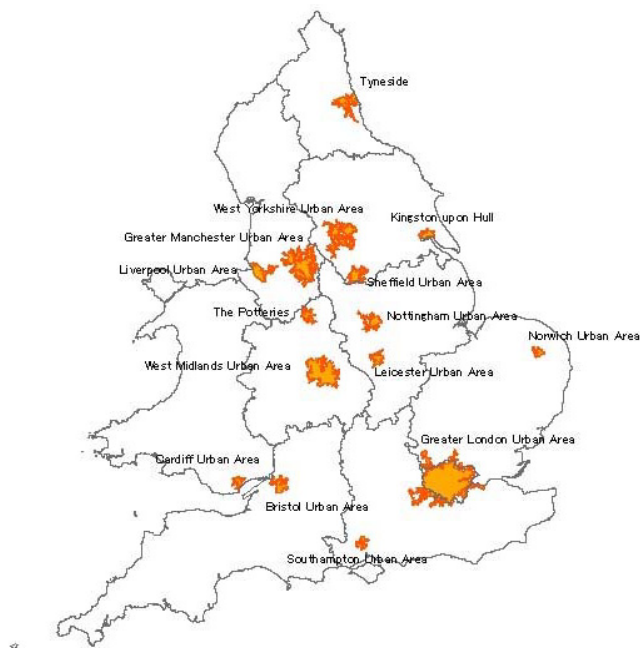 Tyneside
West Yorkshire Urban Area
Kingston upon Hull
Greater Manchester Urban Area
Liverpool Urban Area
Sheffield Urban Area
The Potteries
Nottingham Urban Area
Norwich Urban Area
West Midlands Urban Area
Leicester Urban Area
Greater London Urban Area
Cardiff Urban Area
Bristol Urban Area
Southampton Urban Area